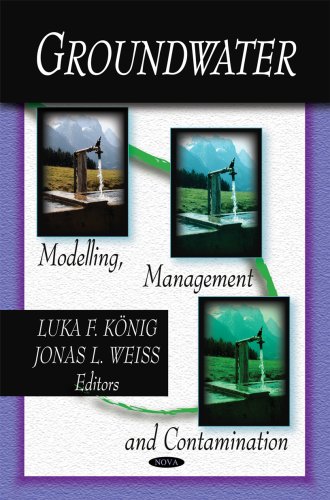 GROUNDWATER
Modelling,
Management
LUKA F. KÖNIG
JONAS L. WEISS
Editors
and Contamination
NOVA